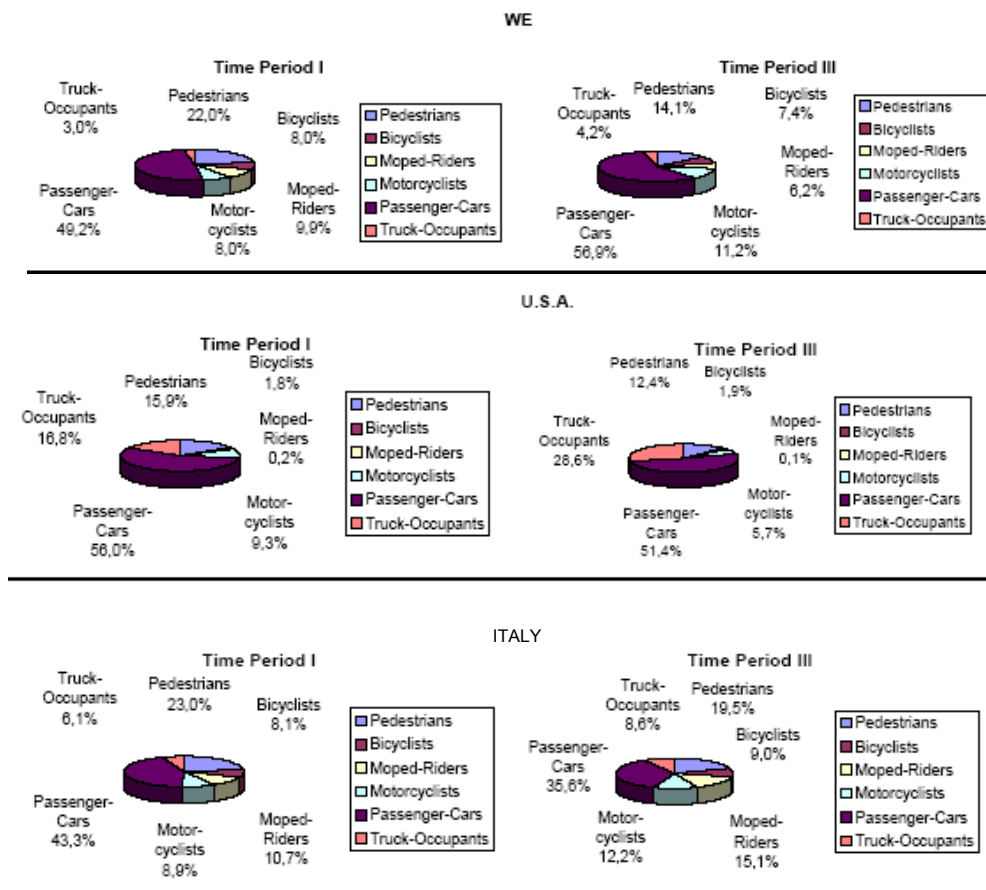 WE
Time Period I
Truck-
Occupants
3,0%
Pedestrians
22,0%
Bicyclists
8,0%
Moped-
Riders
9,9%
Motor-
cyclists
8,0%
Passenger-
Cars
49,2%
Pedestrians
Bicyclists
Moped-Riders
Motorcyclists
Passenger-Cars
Truck-Occupants
Time Period III
Truck-
Occupants
4,2%
Pedestrians
14,1%
Bicyclists
7,4%
Moped-
Riders
6,2%
Motor-
cyclists
11,2%
Passenger-
Cars
56,9%
Pedestrians
Bicyclists
Moped-Riders
Motorcyclists
Passenger-Cars
Truck-Occupants
U.S.A.
Time Period I
Truck-
Occupants
16,8%
Pedestrians
15,9%
Bicyclists
1,8%
Moped-
Riders
0,2%
Motor-
cyclists
9,3%
Passenger-
Cars
56,0%
Pedestrians
Bicyclists
Moped-Riders
Motorcyclists
Passenger-Cars
Truck-Occupants
Time Period III
Truck-
Occupants
28,6%
Pedestrians
12,4%
Bicyclists
1,9%
Moped-
Riders
0,1%
Motor-
cyclists
5,7%
Passenger-
Cars
51,4%
Pedestrians
Bicyclists
Moped-Riders
Motorcyclists
Passenger-Cars
Truck-Occupants
ITALY
Time Period I
Truck-
Occupants
6,1%
Pedestrians
23,0%
Bicyclists
8,1%
Moped-
Riders
10,7%
Motor-
cyclists
8,9%
Passenger-
Cars
43,3%
Pedestrians
Bicyclists
Moped-Riders
Motorcyclists
Passenger-Cars
Truck-Occupants
Time Period III
Truck-
Occupants
8,6%
Pedestrians
19,5%
Bicyclists
9,0%
Moped-
Riders
15,1%
Motor-
cyclists
12,2%
Passenger-
Cars
35,6%
Pedestrians
Bicyclists
Moped-Riders
Motorcyclists
Passenger-Cars
Truck-Occupants